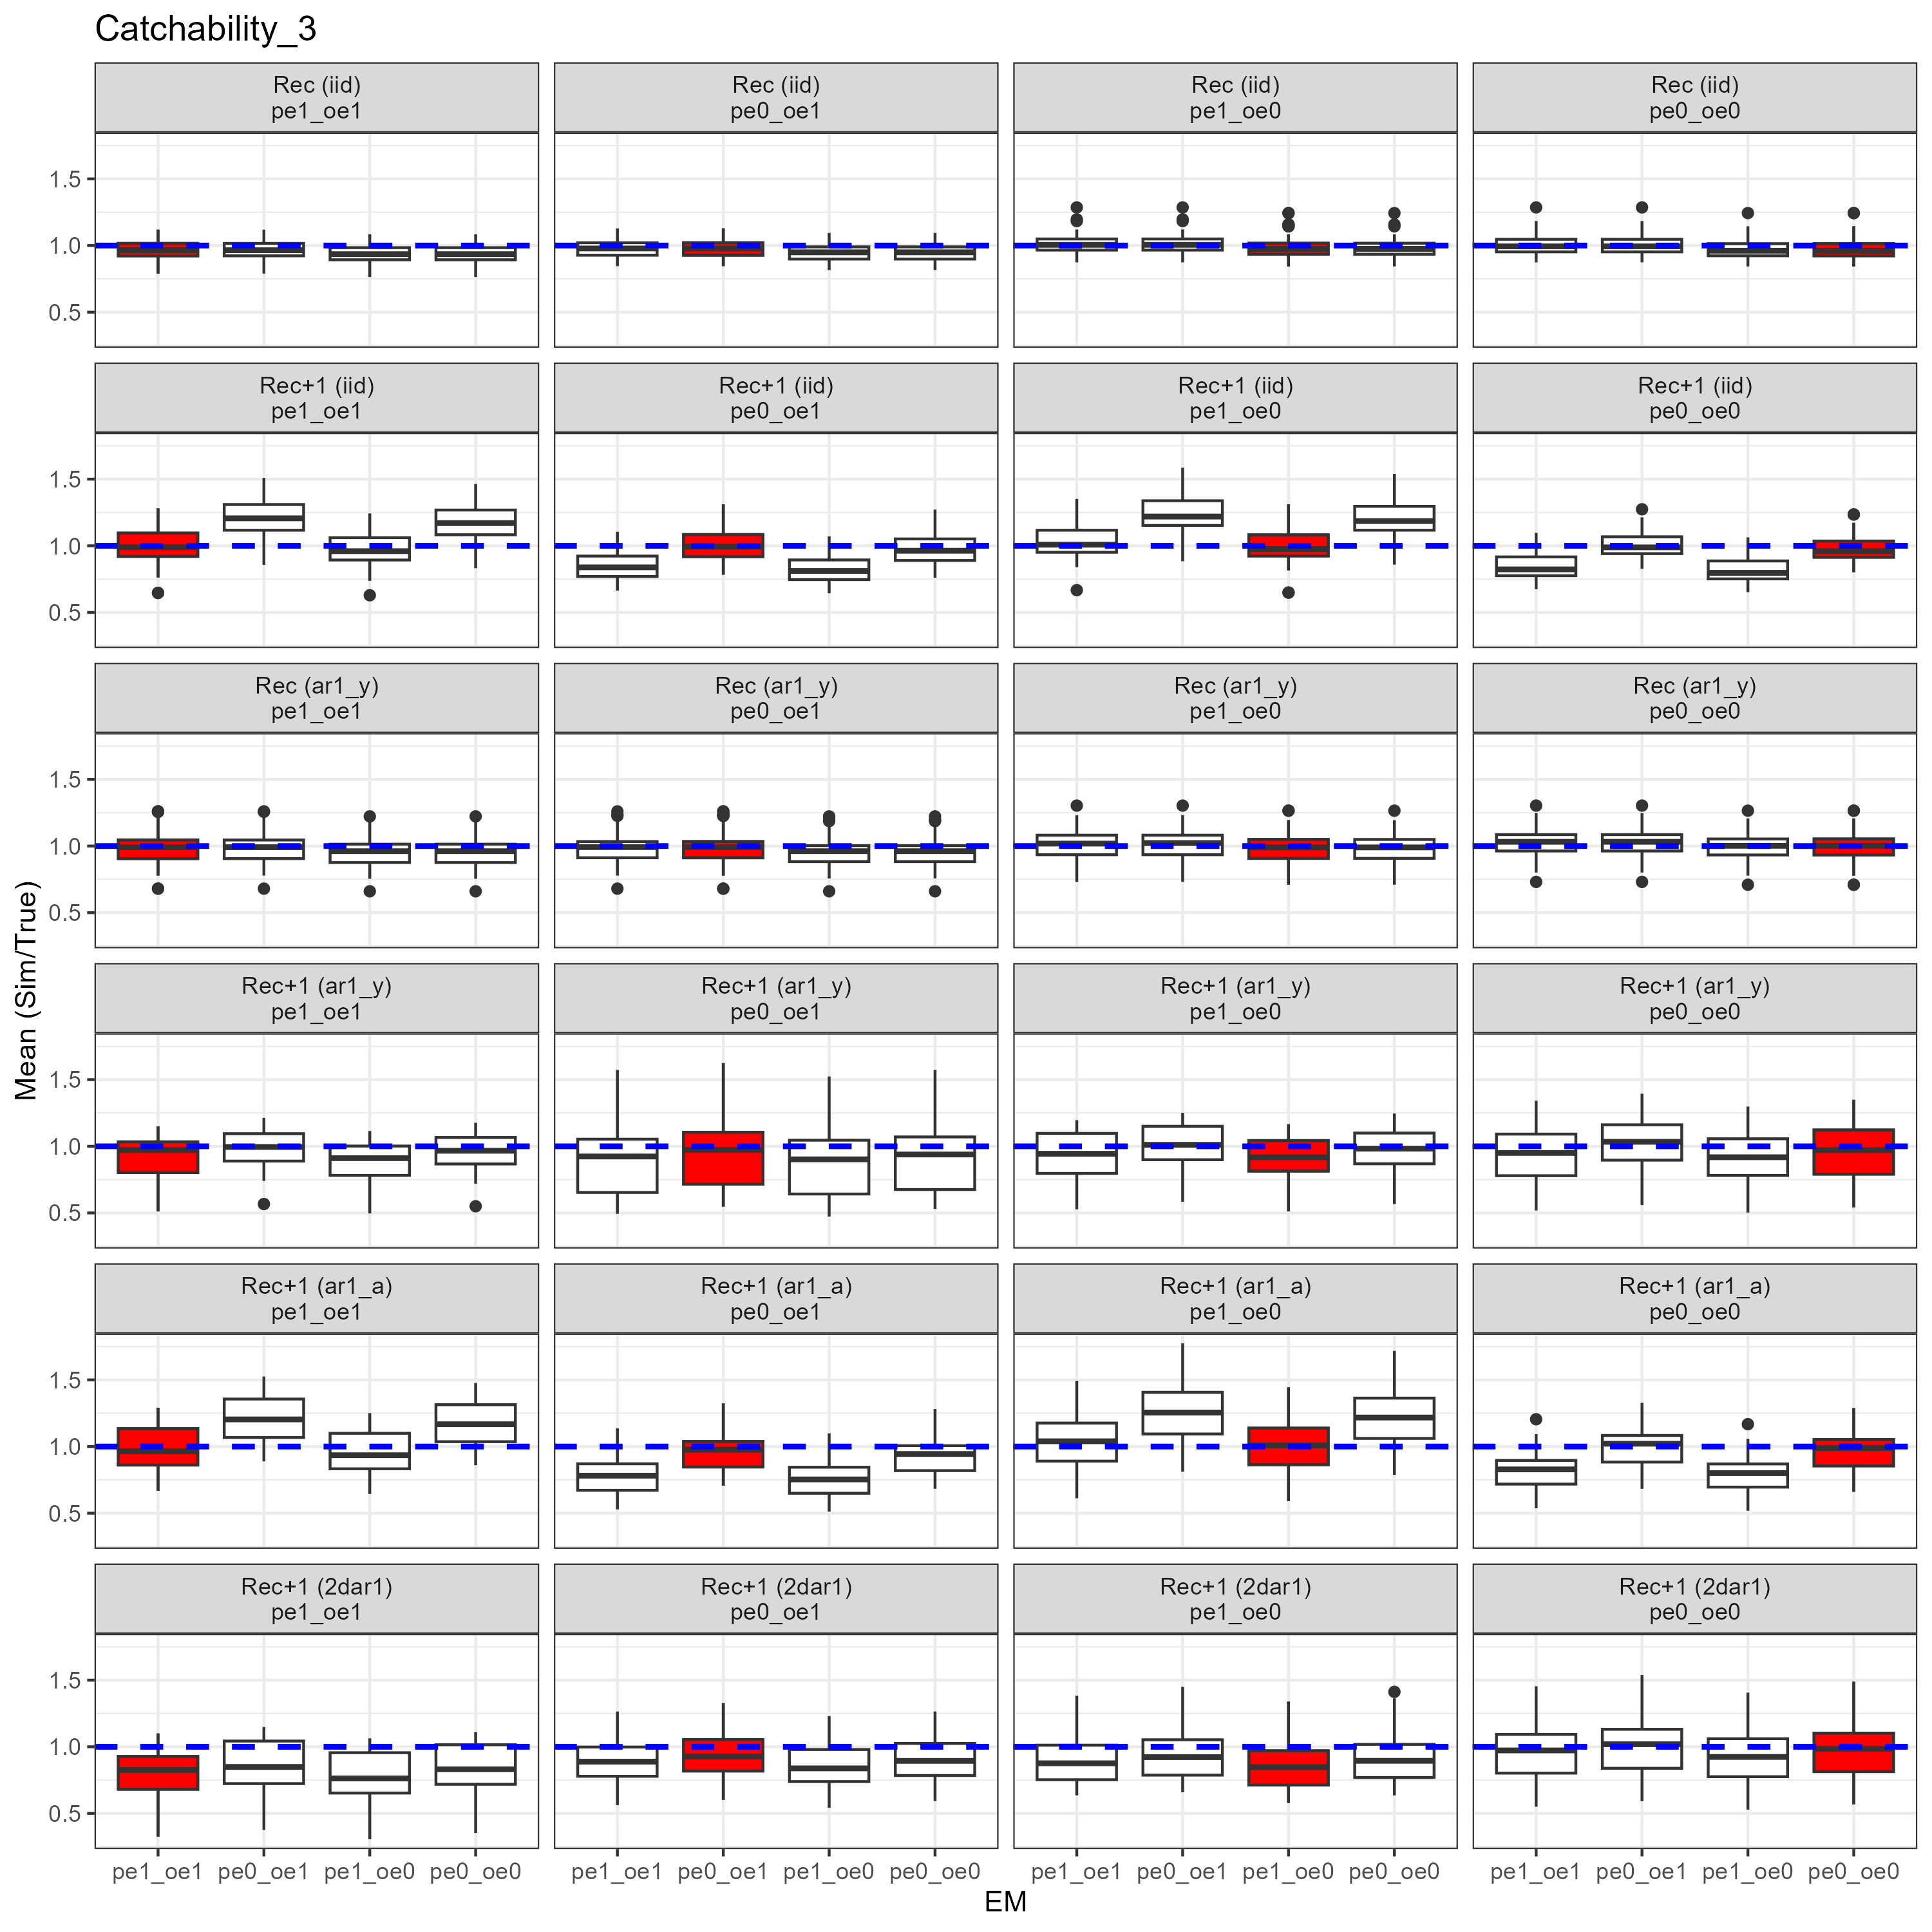 Catchability_3
Rec (iid)
pe1_oe1
Rec (iid)
pe0_oe1
Rec (iid)
pe1_oe0
Rec (iid)
pe0_oe0
1.5
1.0
0.5
Rec+1 (iid)
pe1_oe1
Rec+1 (iid)
pe0_oe1
Rec+1 (iid)
pe1_oe0
Rec+1 (iid)
pe0_oe0
1.5
1.0
0.5
Rec (ar1_y)
pe1_oe1
Rec (ar1_y)
pe0_oe1
Rec (ar1_y)
pe1_oe0
Rec (ar1_y)
pe0_oe0
1.5
1.0
0.5
Mean (Sim/True)
Rec+1 (ar1_y)
pe1_oe1
Rec+1 (ar1_y)
pe0_oe1
Rec+1 (ar1_y)
pe1_oe0
Rec+1 (ar1_y)
pe0_oe0
1.5
1.0
0.5
Rec+1 (ar1_a)
pe1_oe1
Rec+1 (ar1_a)
pe0_oe1
Rec+1 (ar1_a)
pe1_oe0
Rec+1 (ar1_a)
pe0_oe0
1.5
1.0
0.5
Rec+1 (2dar1)
pe1_oe1
Rec+1 (2dar1)
pe0_oe1
Rec+1 (2dar1)
pe1_oe0
Rec+1 (2dar1)
pe0_oe0
1.5
1.0
0.5
pe1_oe1 pe0_oe1 pe1_oe0 pe0_oe0 pe1_oe1 pe0_oe1 pe1_oe0 pe0_oe0 pe1_oe1 pe0_oe1 pe1_oe0 pe0_oe0 pe1_oe1 pe0_oe1 pe1_oe0 pe0_oe0
EM